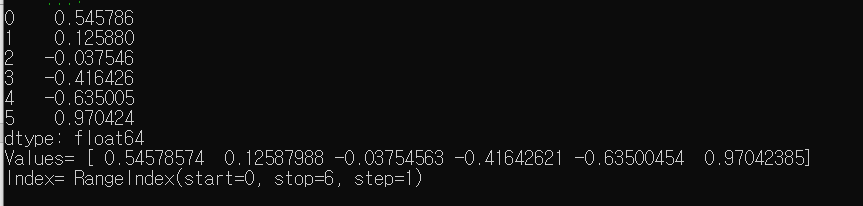 0    0.545786
1    0.125880
2   -0.037546
3   -0.416426
4   -0.635005
5    0.970424
dtype: float64
Values= [ 0.54578574  0.12587988 -0.03754563 -0.41642621 -0.63500454  0.97042385]
Index= RangeIndex(start=0, stop=6, step=1)